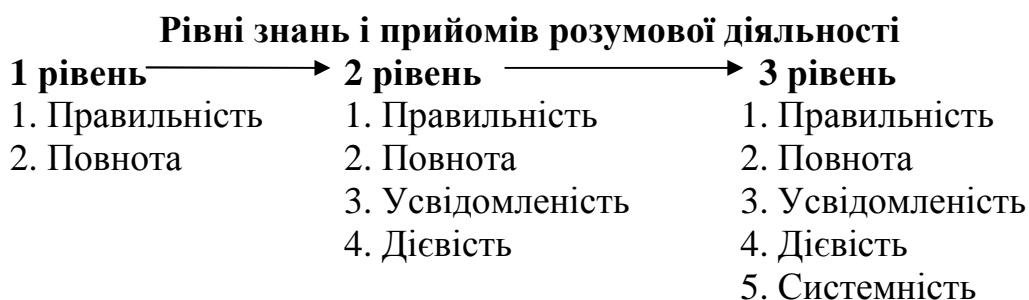 Рівні знань і прийомів розумової діяльності
1 рівень 2 рівень 3 рівень
1. Правильність 1. Правильність 1. Правильність
2. Повнота 2. Повнота 2. Повнота
3. Усвідомленість 3. Усвідомленість
4. Дієвість 4. Дієвість
5. Системність